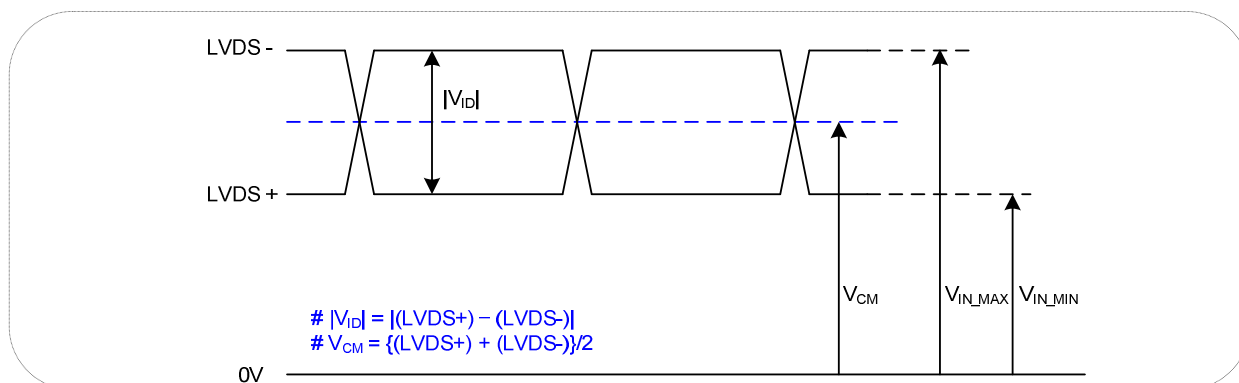 LVDS -
|VID|
LVDS +
VCM
VIN_MAX
VIN_MIN
# |VID| = |(LVDS+) – (LVDS-)|
# VCM = {(LVDS+) + (LVDS-)}/2
0V